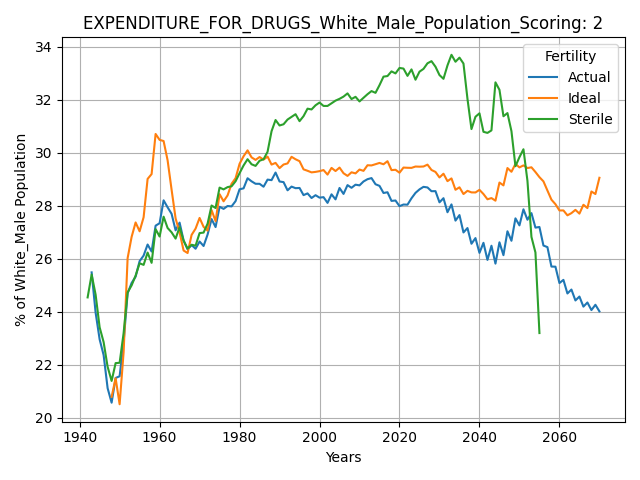 EXPENDITURE_FOR_DRUGS_White_Male_Population_Scoring: 2
Fertility
Actual
Ideal
Sterile
% of White_Male Population
34
32
30
28
26
24
22
20
1940 1960 1980 2000 2020 2040 2060
Years